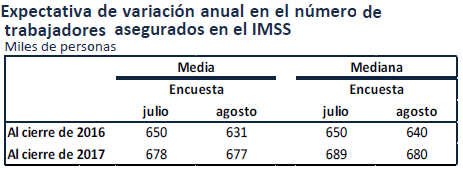 Expectativa de variación anual en el número de
trabajadores asegurados en el IMSS
Miles de personas
Media Mediana
Encuesta Encuesta
julio agosto julio agosto
Al cierre de 2016 650 631 650 640
Al cierre de 2017 678 677 689 680